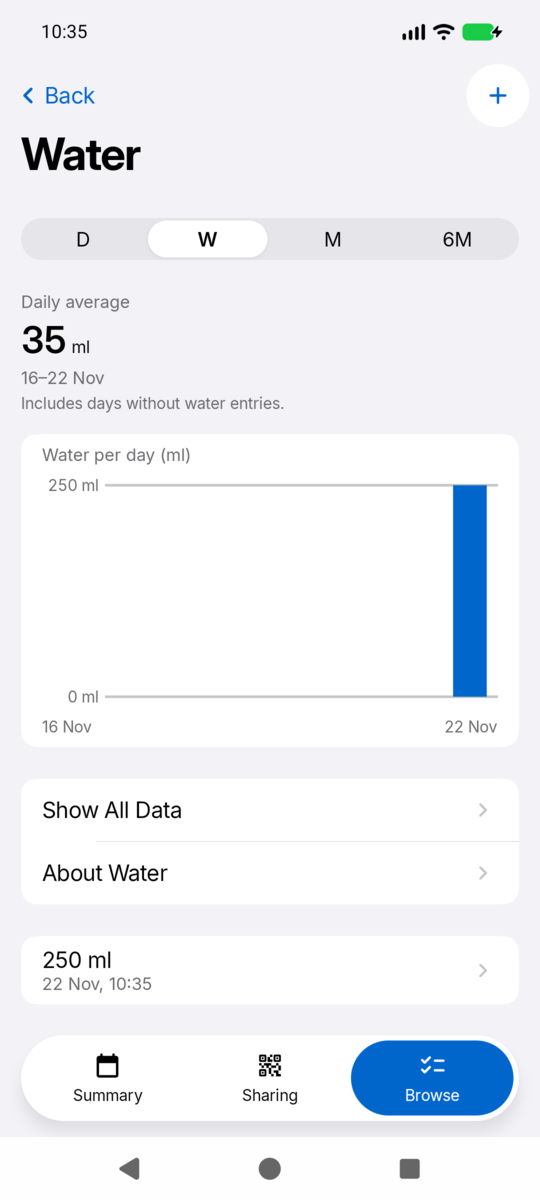 10:35
Back
Water
D W M 6M
Daily average
35 ml
16–22 Nov
Includes days without water entries.
Water per day (ml)
250 ml
0 ml
16 Nov 22 Nov
Show All Data
About Water
250 ml
22 Nov, 10:35
Summary Sharing Browse